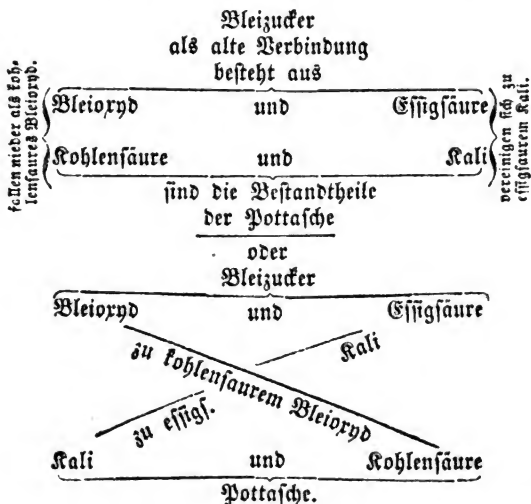 Bleizucker
als alte Verbindung
besteht aus
Bleioxyd und Essigsäure
Kohlensäure und Kali
fallen nieder als koh-
lensaures Bleioxyd.
vereinigen sich zu
essigsaurem Kali.
sind die Bestandtheile
der Pottasche
oder
Bleizucker
Bleioxyd und Essigsäure
zu kohlensaurem Bleioxyd
zu essigs. Kali
Kali und Kohlensäure
Pottasche.